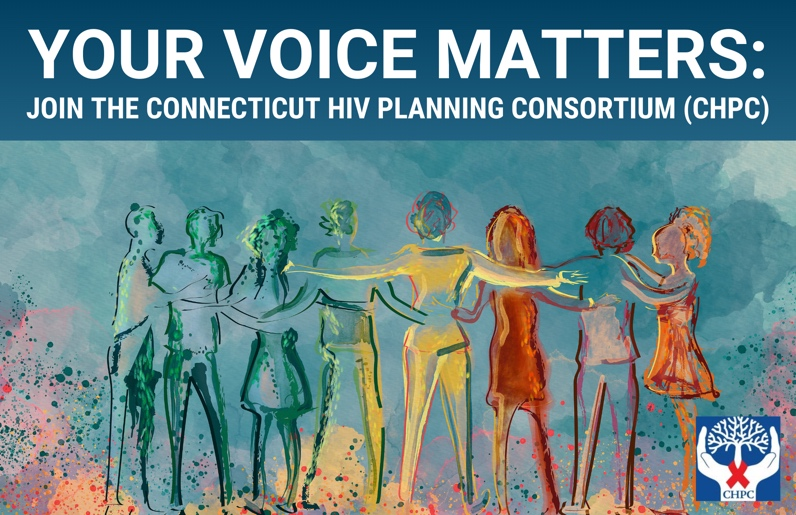 YOUR VOICE MATTERS:
JOIN THE CONNECTICUT HIV PLANNING CONSORTIUM (CHPC)
CHPC